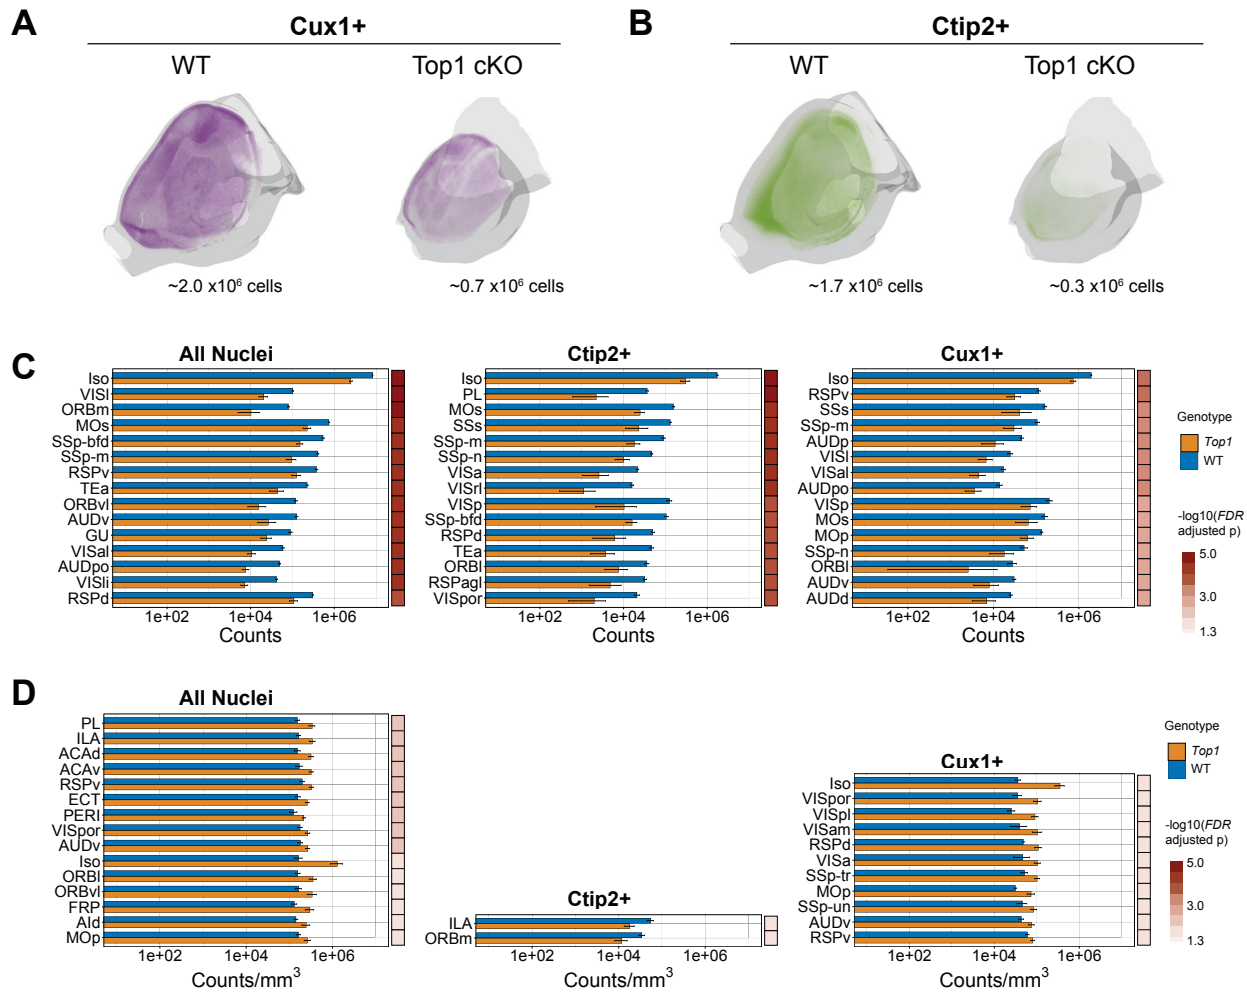 A
Cux1+
WT
Top1 cKO
~2.0 x10⁶ cells
~0.7 x10⁶ cells
B
Ctip2+
WT
Top1 cKO
~1.7 x10⁶ cells
~0.3 x10⁶ cells
C
All Nuclei
Iso
VISl
ORBm
MOs
SSp-bfd
SSp-m
RSPv
TEa
ORBvl
AUDv
GU
VISal
AUDpo
VISli
RSPd
1e+02
1e+04
1e+06
Counts
Ctip2+
Iso
PL
MOs
SSs
SSp-m
SSp-n
VISa
VISrl
VISp
SSp-bfd
RSPd
TEa
ORBl
RSPagl
VISpor
1e+02
1e+04
1e+06
Counts
Cux1+
Iso
RSPv
SSs
SSp-m
AUDp
VISl
VISal
AUDpo
VISp
MOs
MOp
SSp-n
ORBl
AUDv
AUDd
1e+02
1e+04
1e+06
Counts
Genotype
Top1
WT
-log10(FDR
adjusted p)
5.0
3.0
1.3
D
All Nuclei
PL
ILA
ACAd
ACAv
RSPv
ECT
PERI
VISpor
AUDv
Iso
ORBl
ORBvl
FRP
AId
MOp
1e+02
1e+04
1e+06
Counts/mm³
Ctip2+
ILA
ORBm
1e+02
1e+04
1e+06
Counts/mm³
Cux1+
Iso
VISpor
VISpl
VISam
RSPd
VISa
SSp-tr
MOp
SSp-un
AUDv
RSPv
1e+02
1e+04
1e+06
Counts/mm³
Genotype
Top1
WT
-log10(FDR
adjusted p)
5.0
3.0
1.3